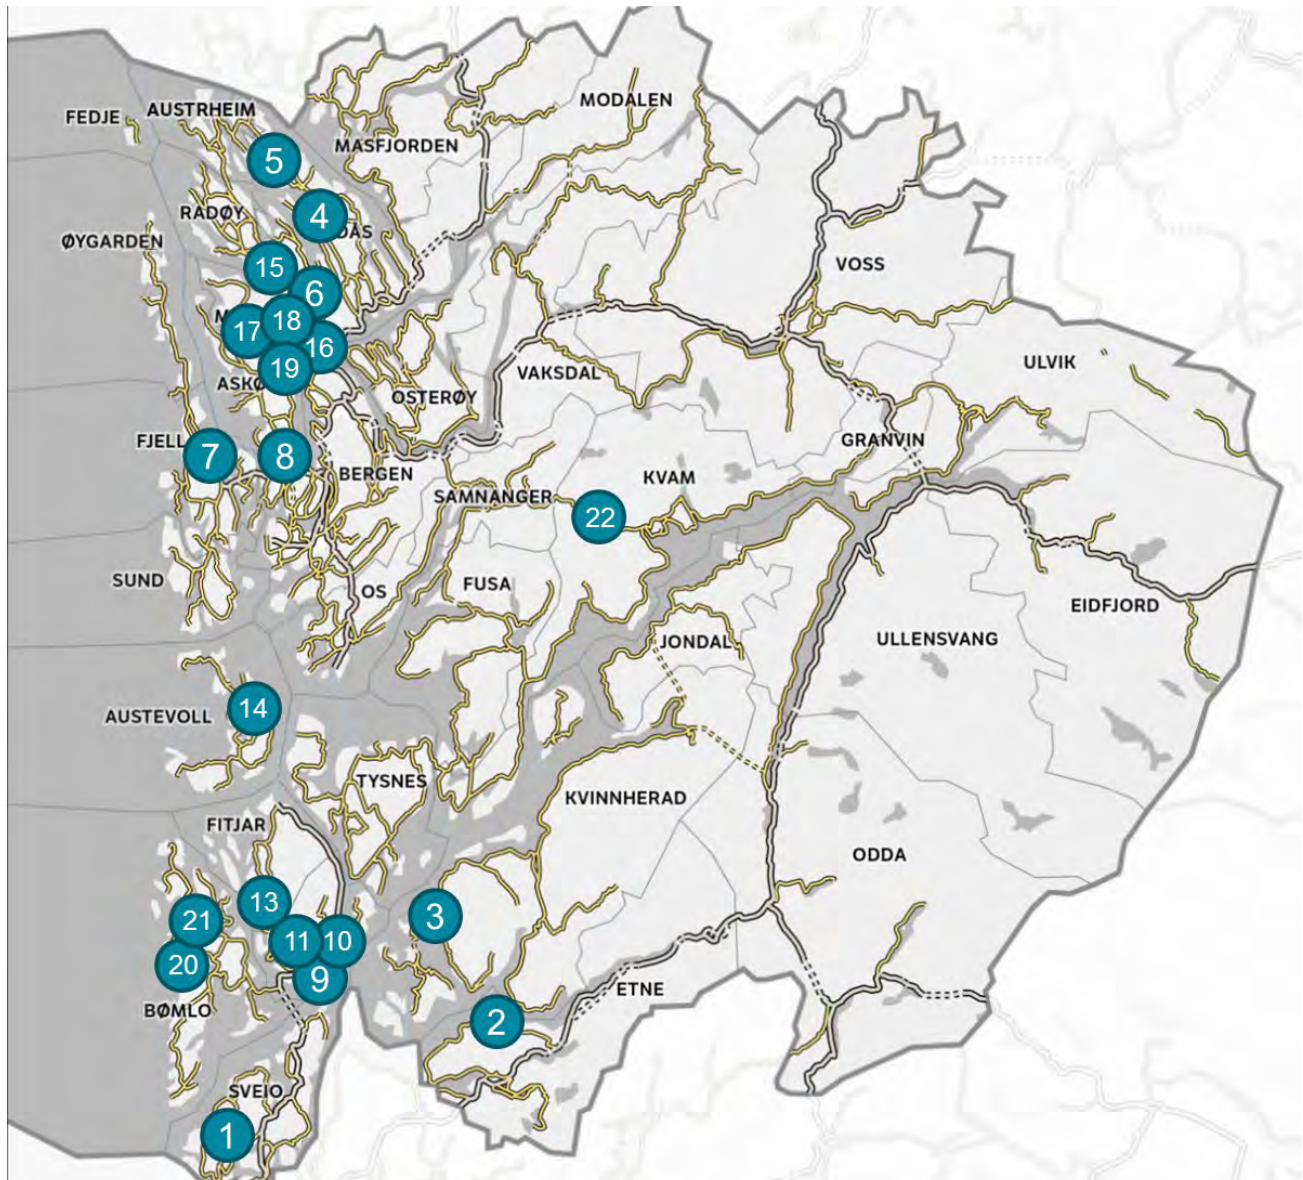 MODALEN
AUSTRHEIM
FEDJE
MASFJORDEN
5
RADØY
4
ØYGARDEN
15
VOSS
6
18
17
16
ULVIK
19
VAKSDAL
OSTERØY
FJELL
GRANVIN
7
8
BERGEN
KVAM
SAMNANGER
22
SUND
FUSA
OS
EIDFJORD
ULLENSVANG
JONDAL
14
AUSTEVOLL
TYSNES
KVINNHERAD
FITJAR
ODDA
13
3
21
11
10
20
9
ETNE
BØMLO
2
SVEIO
1